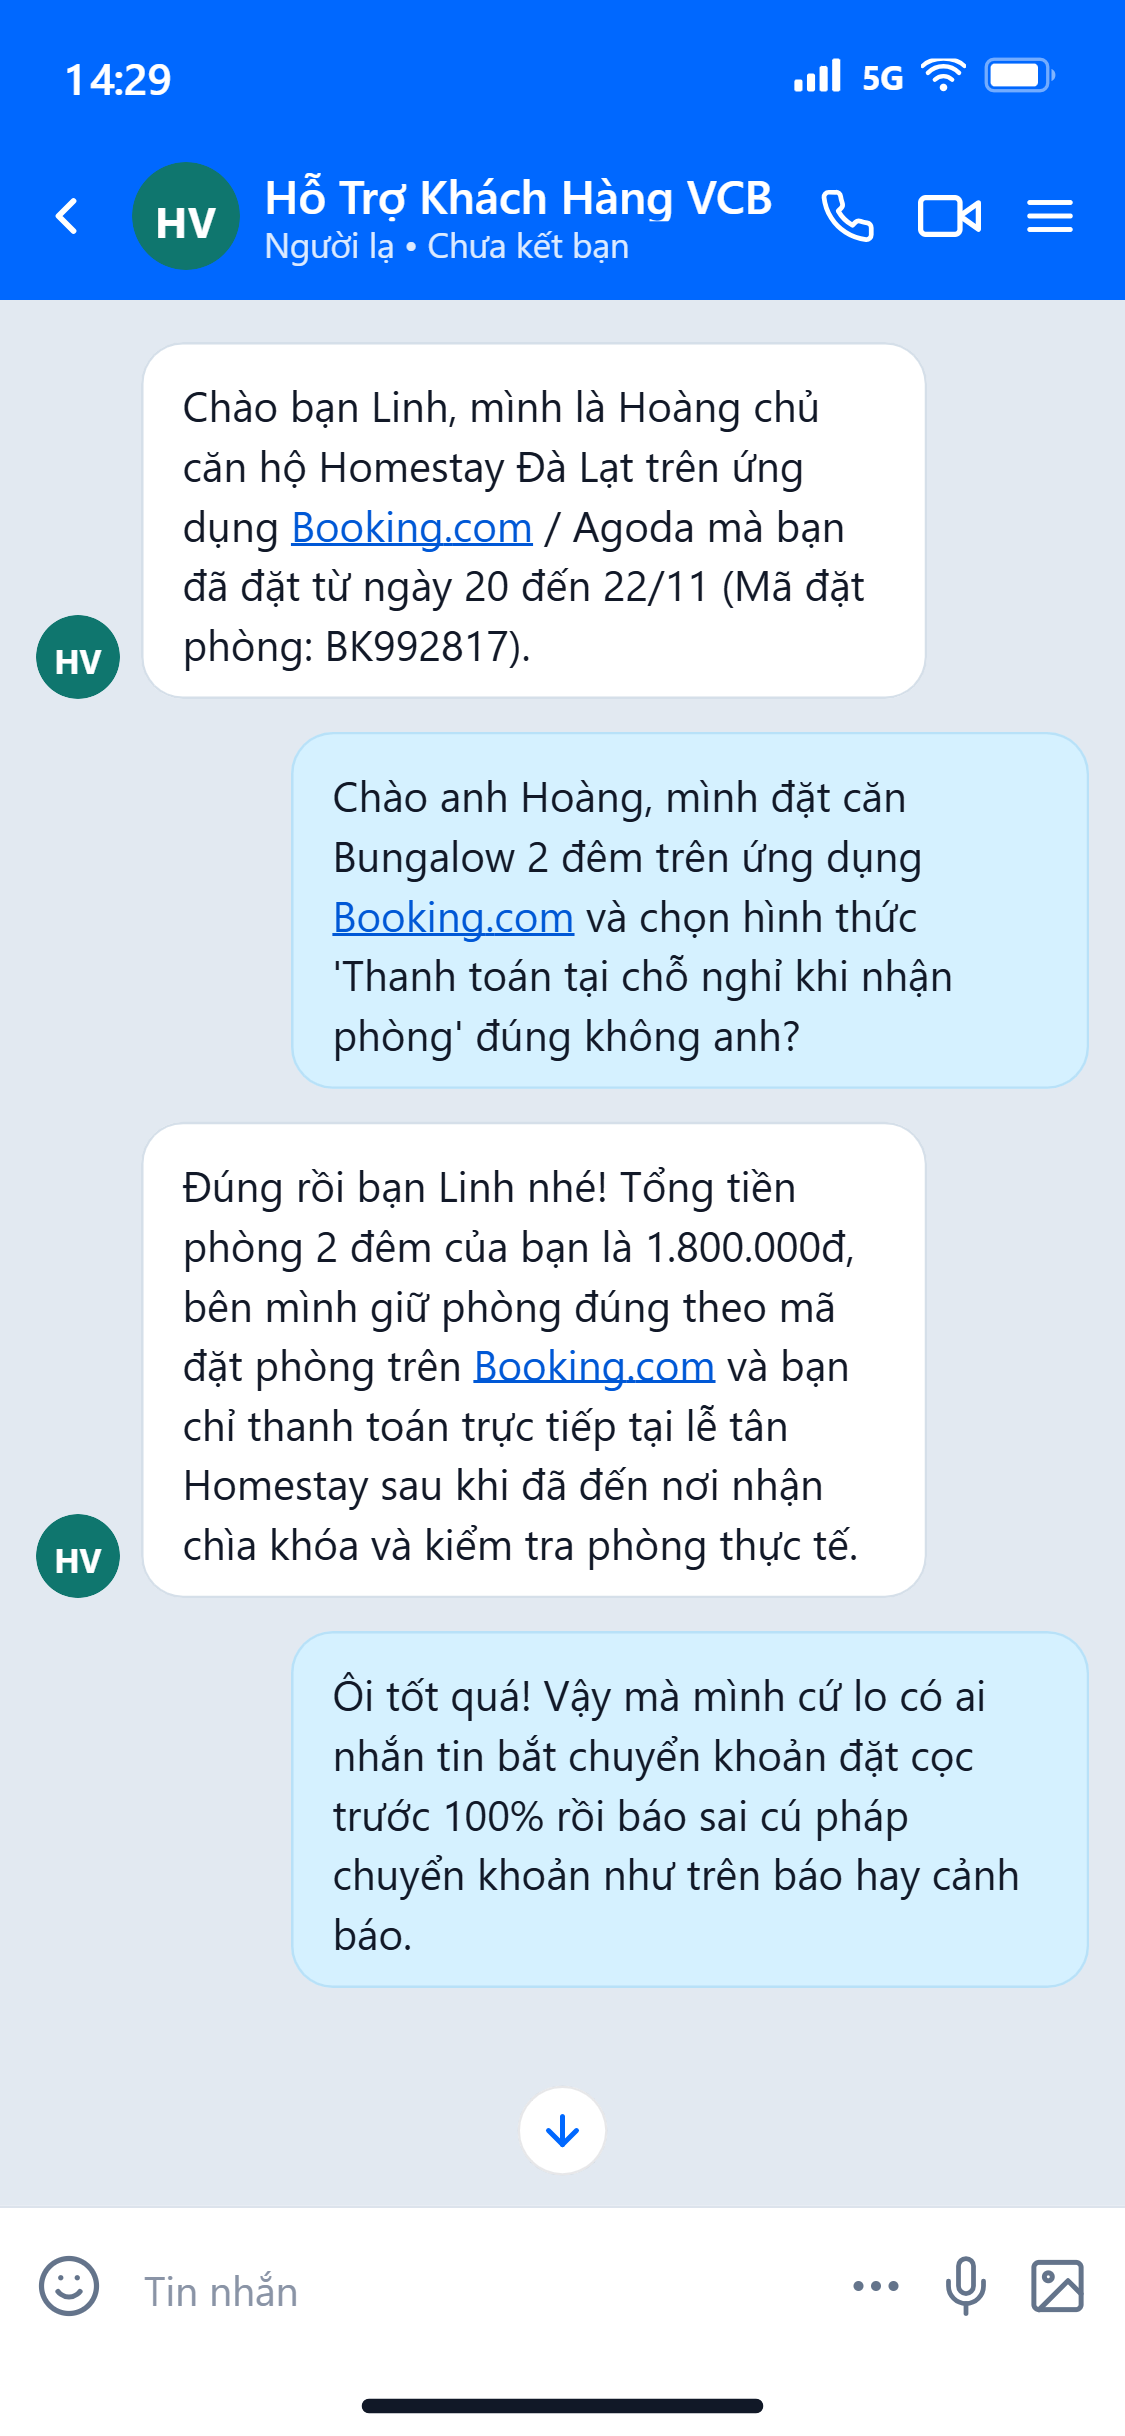 14:29
5G
HV
Hỗ Trợ Khách Hàng VCB
Người lạ • Chưa kết bạn
Chào bạn Linh, mình là Hoàng chủ
căn hộ Homestay Đà Lạt trên ứng
dụng Booking.com / Agoda mà bạn
đã đặt từ ngày 20 đến 22/11 (Mã đặt
phòng: BK992817).
HV
Chào anh Hoàng, mình đặt căn
Bungalow 2 đêm trên ứng dụng
Booking.com và chọn hình thức
'Thanh toán tại chỗ nghỉ khi nhận
phòng' đúng không anh?
Đúng rồi bạn Linh nhé! Tổng tiền
phòng 2 đêm của bạn là 1.800.000đ,
bên mình giữ phòng đúng theo mã
đặt phòng trên Booking.com và bạn
chỉ thanh toán trực tiếp tại lễ tân
Homestay sau khi đã đến nơi nhận
chìa khóa và kiểm tra phòng thực tế.
HV
Ôi tốt quá! Vậy mà mình cứ lo có ai
nhắn tin bắt chuyển khoản đặt cọc
trước 100% rồi báo sai cú pháp
chuyển khoản như trên báo hay cảnh
báo.
Tin nhắn